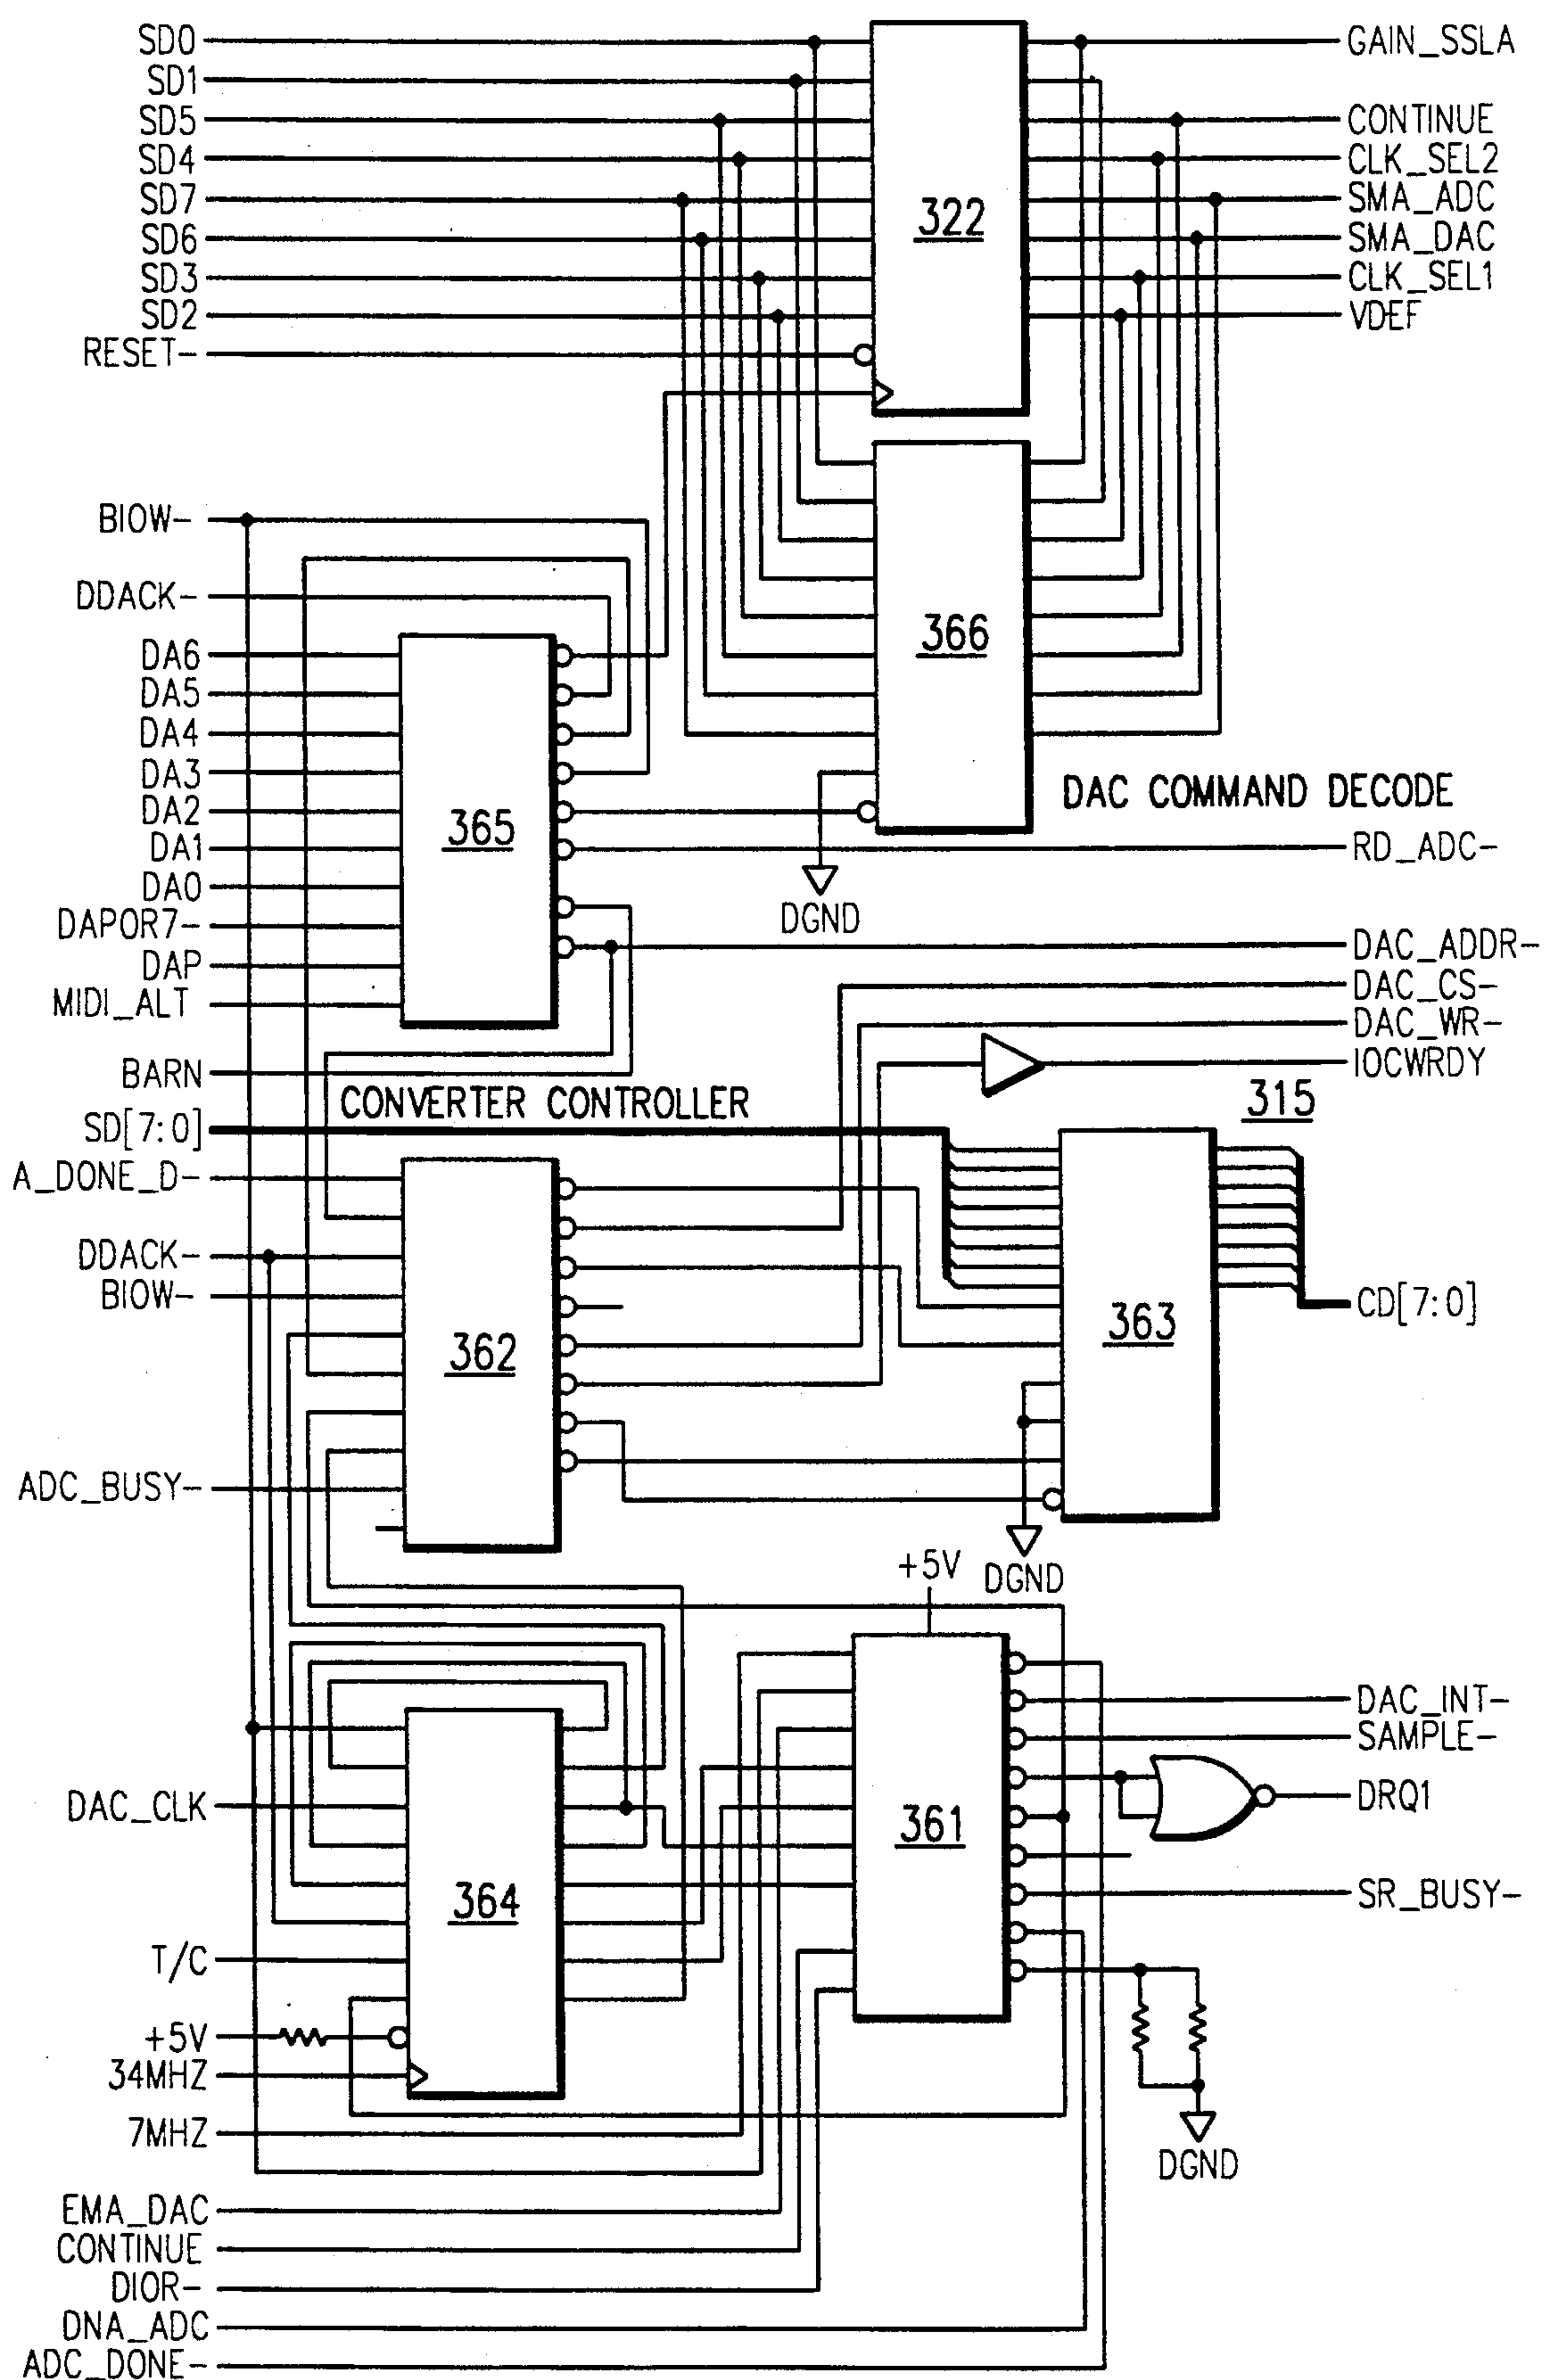 SD0
GAIN_SSLA
SD1
SD5
CONTINUE
SD4
CLK_SEL2
SD7
SMA_ADC
322
SD6
SMA_DAC
SD3
CLK_SEL1
SD2
VDEF
RESET-
BIOW-
DDACK-
366
DA6
DA5
DA4
DA3
DAC COMMAND DECODE
DA2
365
DA1
RD_ADC-
DA0
DGND
DAPOR7-
DAC_ADDR-
DAP
DAC_CS-
MIDI_ALT
DAC_WR-
IOCWRDY
BARN
CONVERTER CONTROLLER
315
SD[7:0]
A_DONE_D-
DDACK-
BIOW-
CD[7:0]
363
362
ADC_BUSY-
+5V
DGND
DAC_INT-
SAMPLE-
DAC_CLK
DRQ1
361
364
SR_BUSY-
T/C
+5V
34MHZ
7MHZ
DGND
EMA_DAC
CONTINUE
DIOR-
DNA_ADC
ADC_DONE-